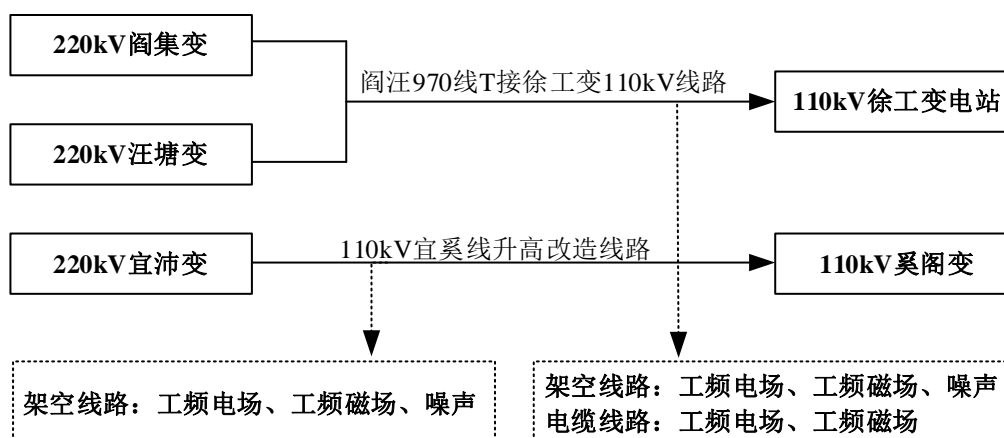 220kV阎集变
阎汪970线T接徐工变110kV线路
110kV徐工变电站
220kV汪塘变
220kV宜沛变
110kV宜奚线升高改造线路
110kV奚阁变
架空线路：工频电场、工频磁场、噪声
架空线路：工频电场、工频磁场、噪声
电缆线路：工频电场、工频磁场